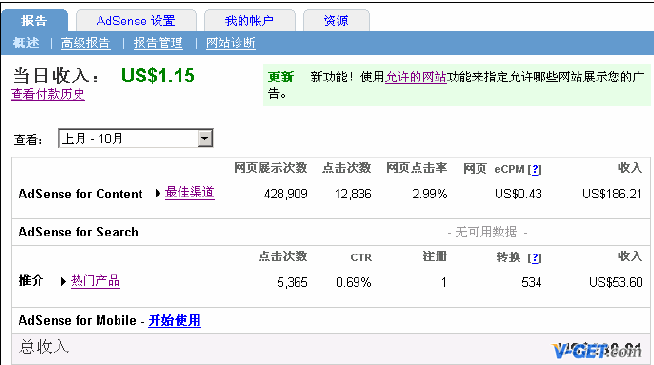 报告 AdSense 设置 我的帐户 资源
概述 | 高级报告 | 报告管理 | 网站诊断
当日收入： US$1.15
查看付款历史
更新 新功能！使用允许的网站功能来指定允许哪些网站展示您的广
告。
查看： 上月 - 10月
网页展示次数 点击次数 网页点击率 网页 eCPM [?] 收入
AdSense for Content 最佳渠道 428,909 12,836 2.99% US$0.43 US$186.21
AdSense for Search - 无可用数据 -
点击次数 CTR 注册 转换 [?] 收入
推介 热门产品 5,365 0.69% 1 534 US$53.60
AdSense for Mobile - 开始使用
总收入
V-GET.com